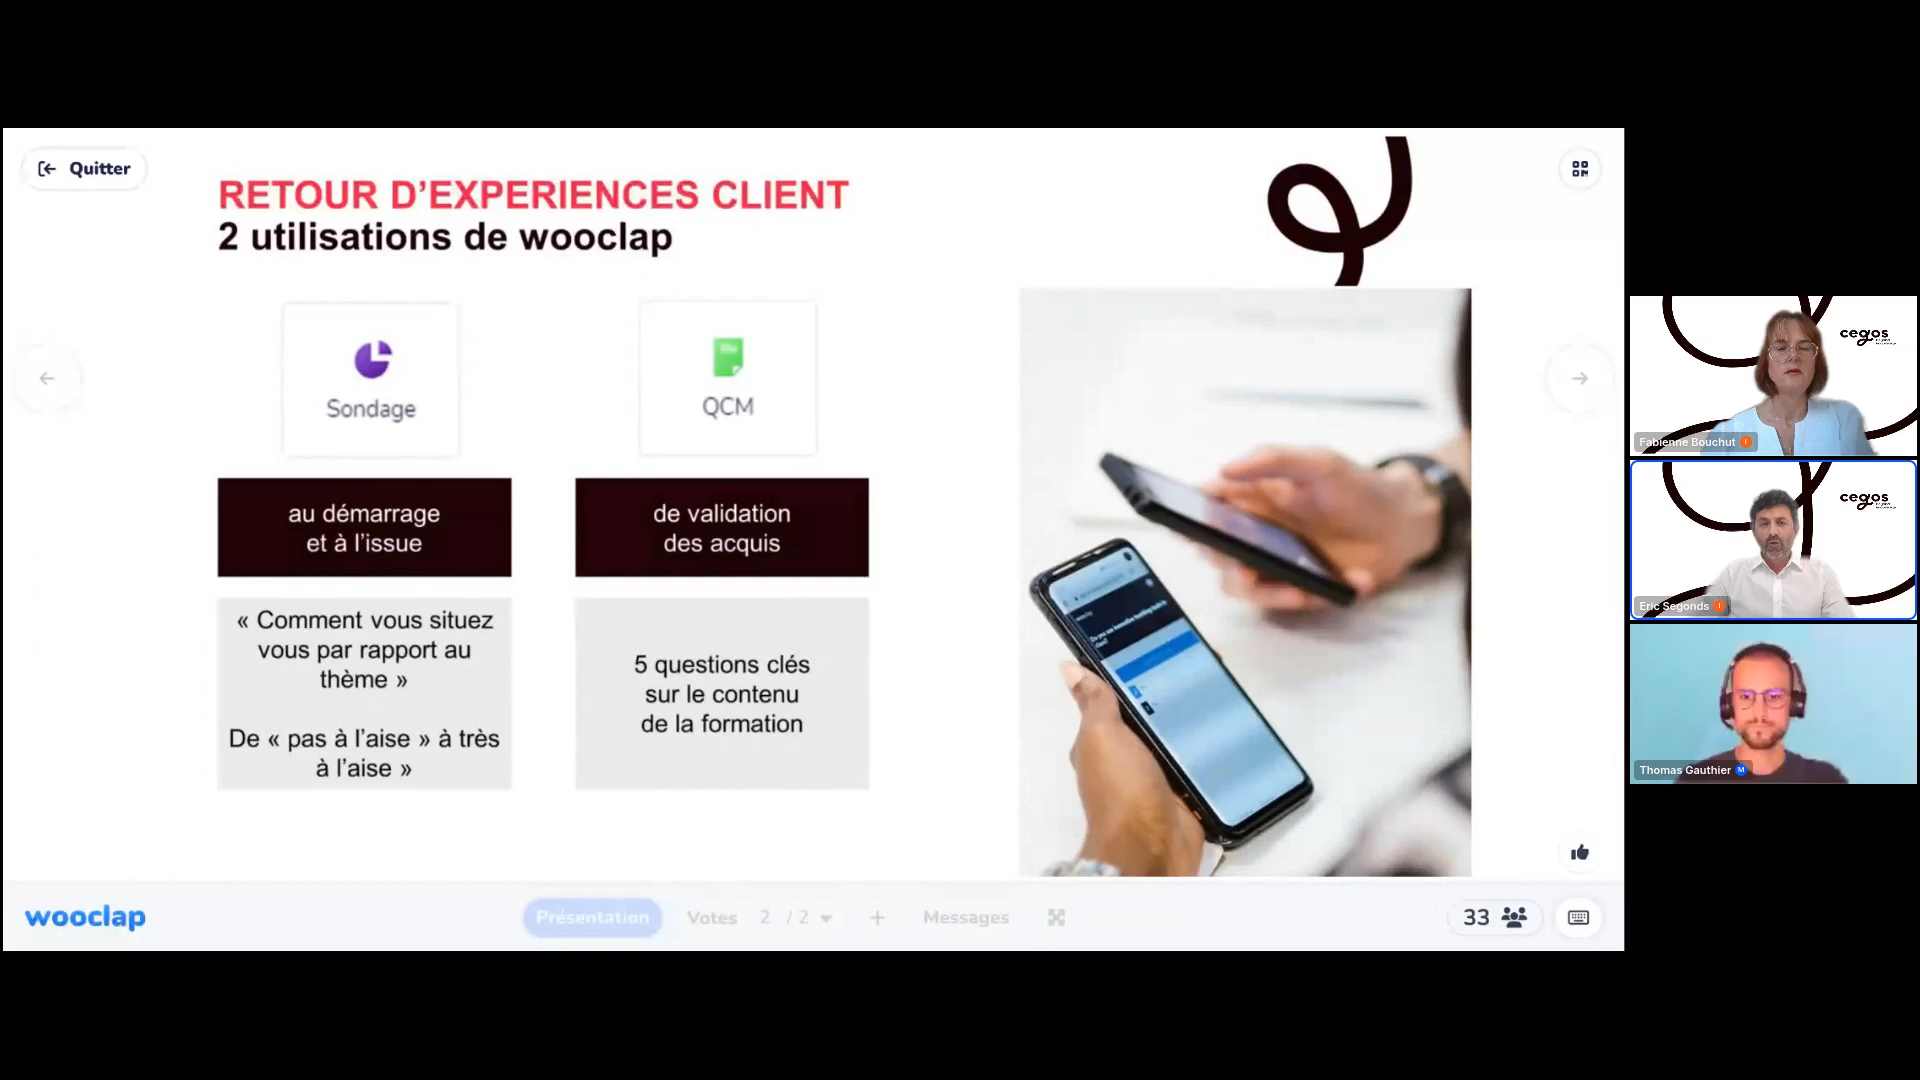 Quitter
RETOUR D’EXPERIENCES CLIENT
2 utilisations de wooclap
Sondage
QCM
au démarrage
et à l’issue
de validation
des acquis
« Comment vous situez
vous par rapport au
thème »
De « pas à l’aise » à très
à l’aise »
5 questions clés
sur le contenu
de la formation
wooclap
Présentation
Votes
2 / 2
+
Messages
33
cegos
Fabienne Bouchut
cegos
Eric Segonds
Thomas Gauthier
M